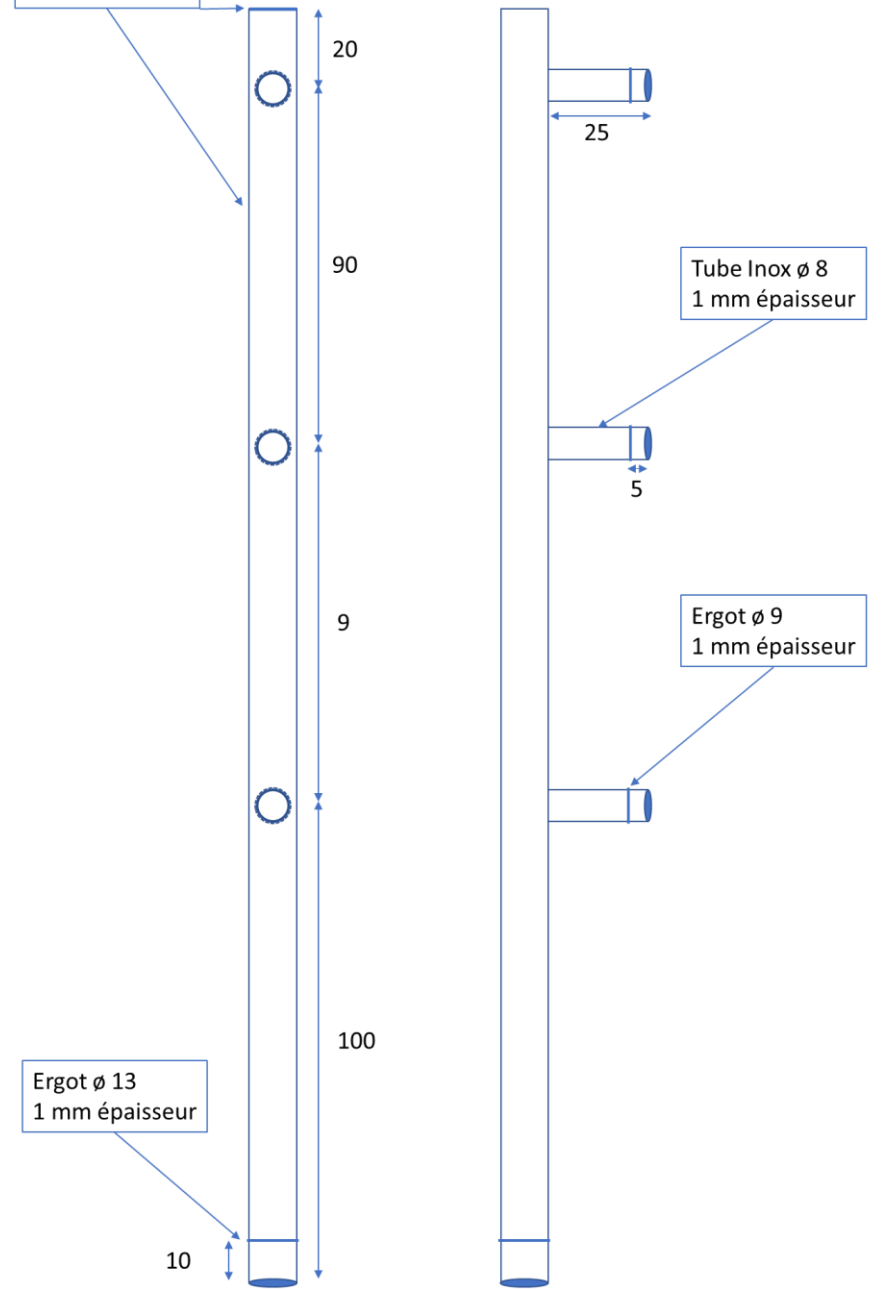 20
25
90
Tube Inox ø 8
1 mm épaisseur
5
9
Ergot ø 9
1 mm épaisseur
100
Ergot ø 13
1 mm épaisseur
10